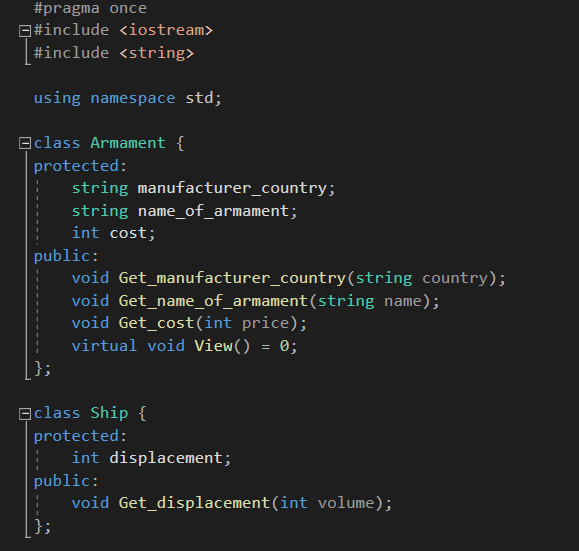 #pragma once
#include <iostream>
#include <string>
using namespace std;
class Armament {
protected:
    string manufacturer_country;
    string name_of_armament;
    int cost;
public:
    void Get_manufacturer_country(string country);
    void Get_name_of_armament(string name);
    void Get_cost(int price);
    virtual void View() = 0;
};
class Ship {
protected:
    int displacement;
public:
    void Get_displacement(int volume);
};